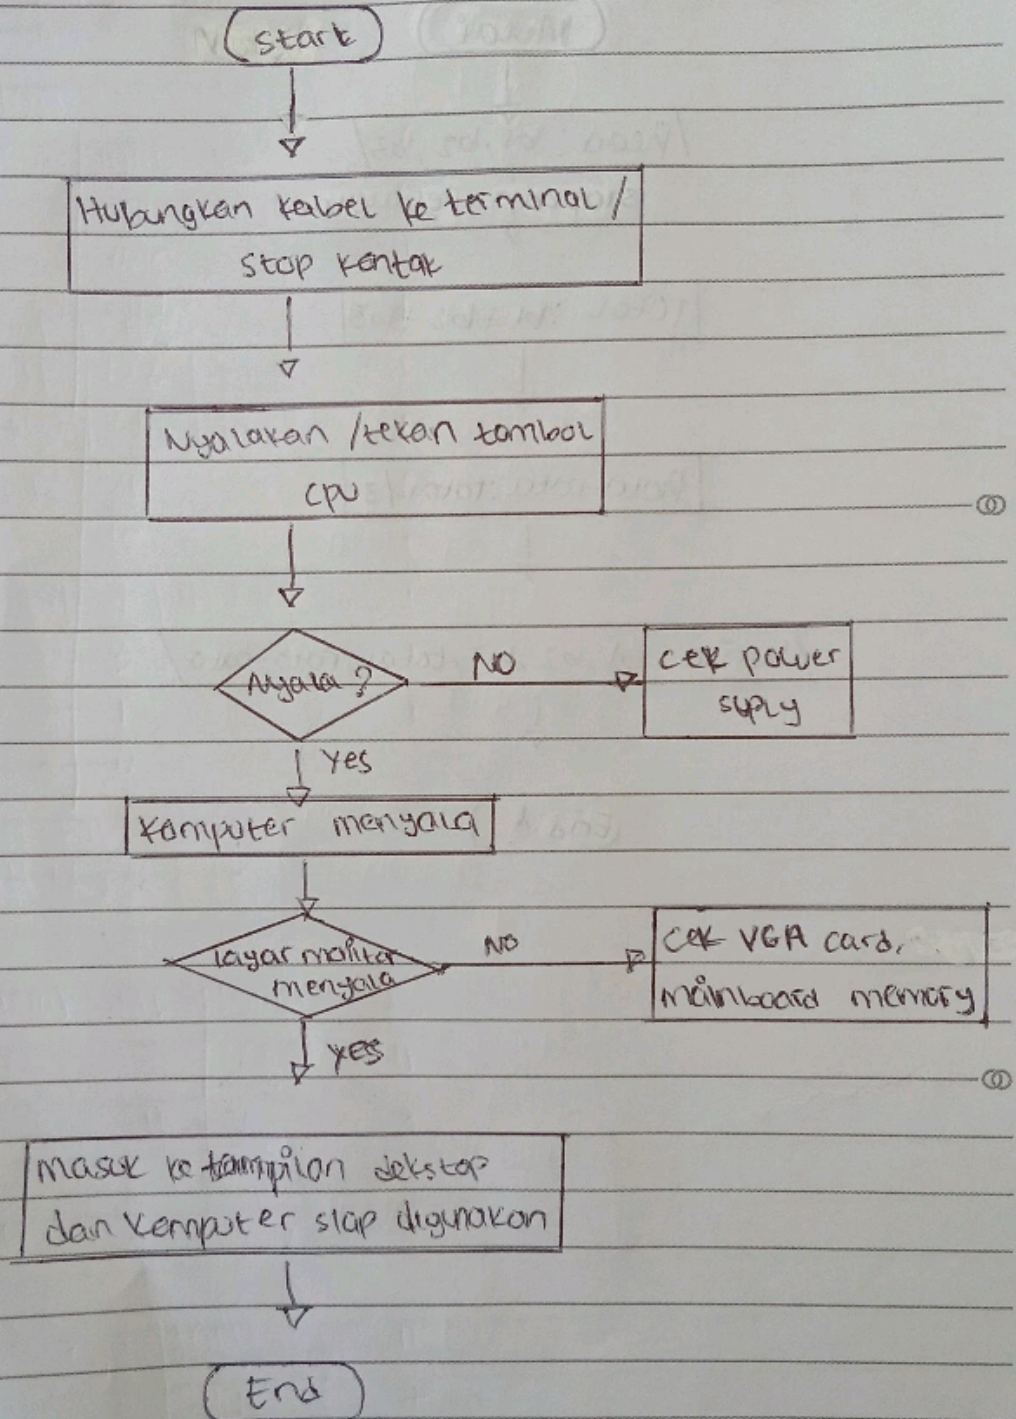 Start
Hubungkan kabel ke terminal /
stop kontak
Nyalakan /tekan tombol
CPU
Nyala ?
NO
cek power
suply
Yes
Komputer menyala
layar monitor
menyala
NO
cek VGA card,
mainboard memory
yes
masuk ke tampilan dekstop
dan Komputer siap digunakan
End